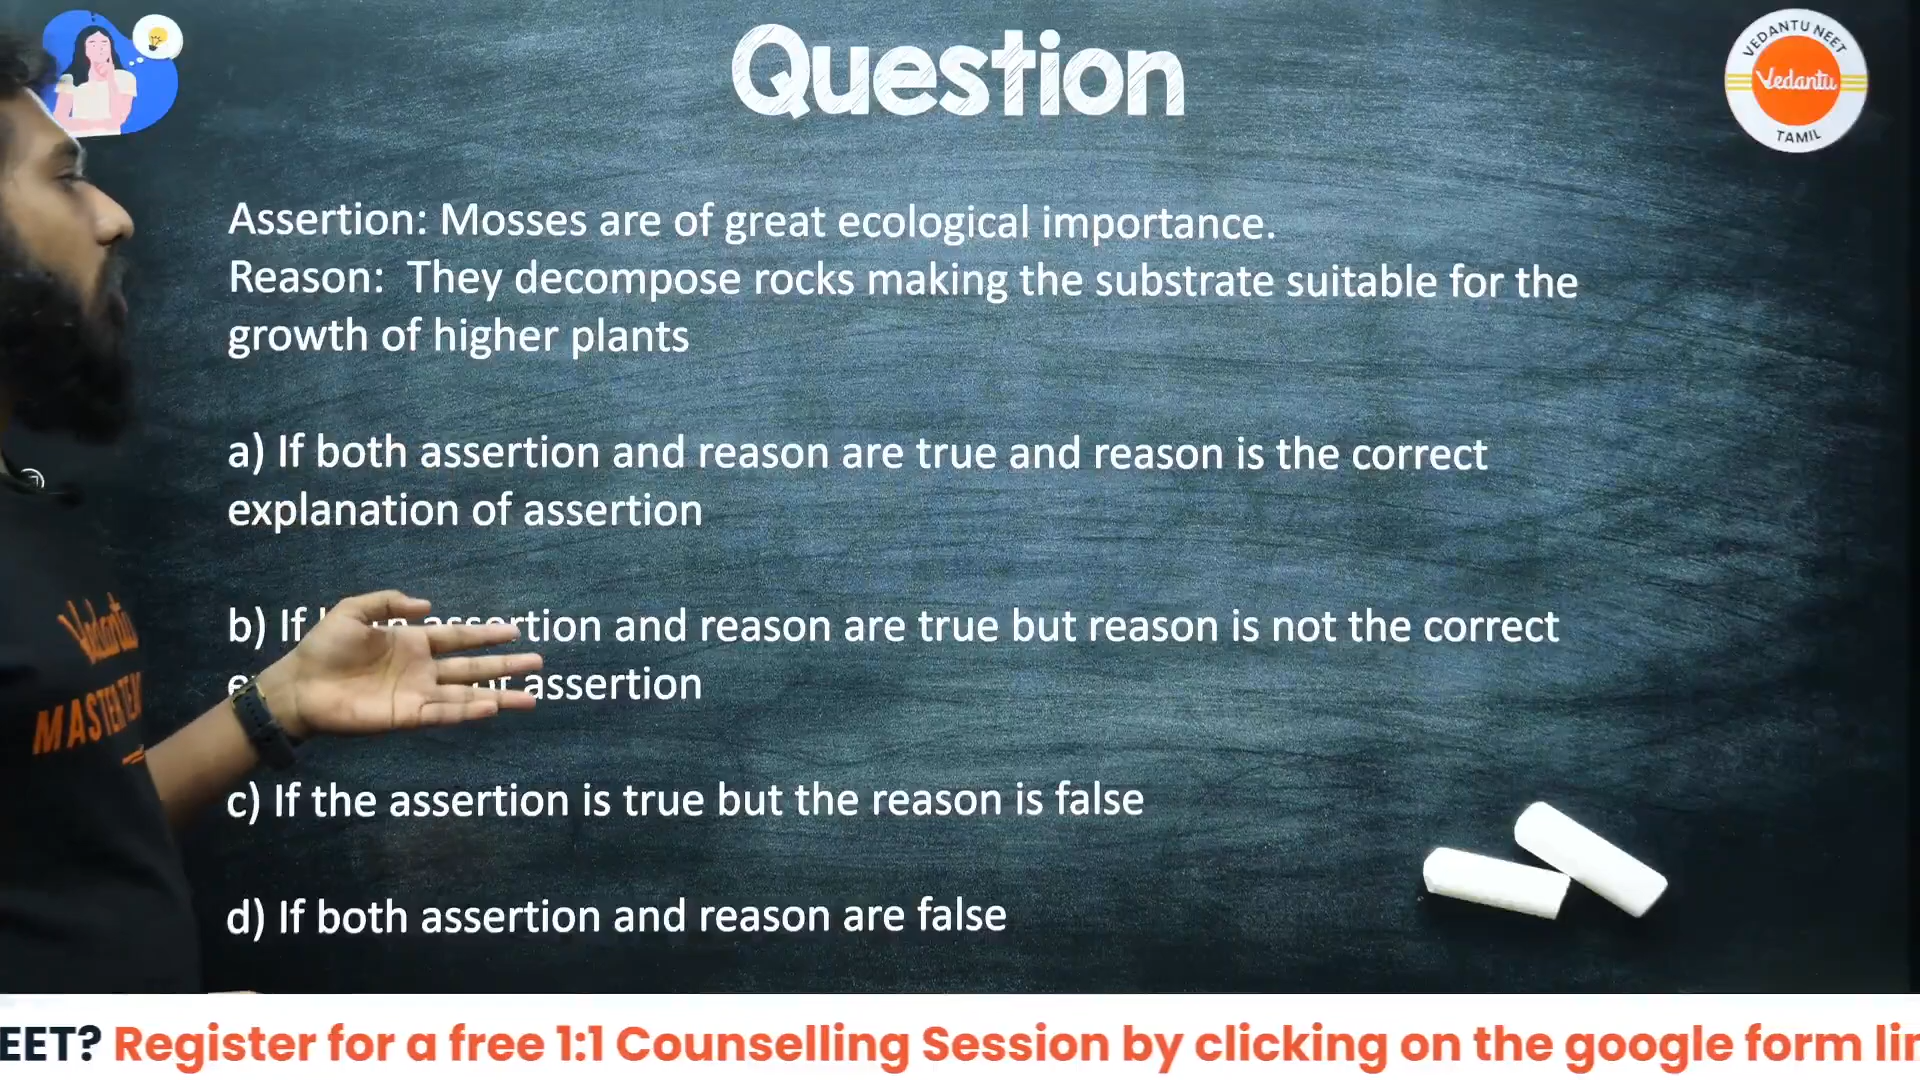 Question
VEDANTU NEET
Vedantu
TAMIL
Assertion: Mosses are of great ecological importance.
Reason: They decompose rocks making the substrate suitable for the
growth of higher plants
a) If both assertion and reason are true and reason is the correct
explanation of assertion
b) If assertion and reason are true but reason is not the correct
assertion
c) If the assertion is true but the reason is false
d) If both assertion and reason are false
Vedantu
MASTER
EET? Register for a free 1:1 Counselling Session by clicking on the google form